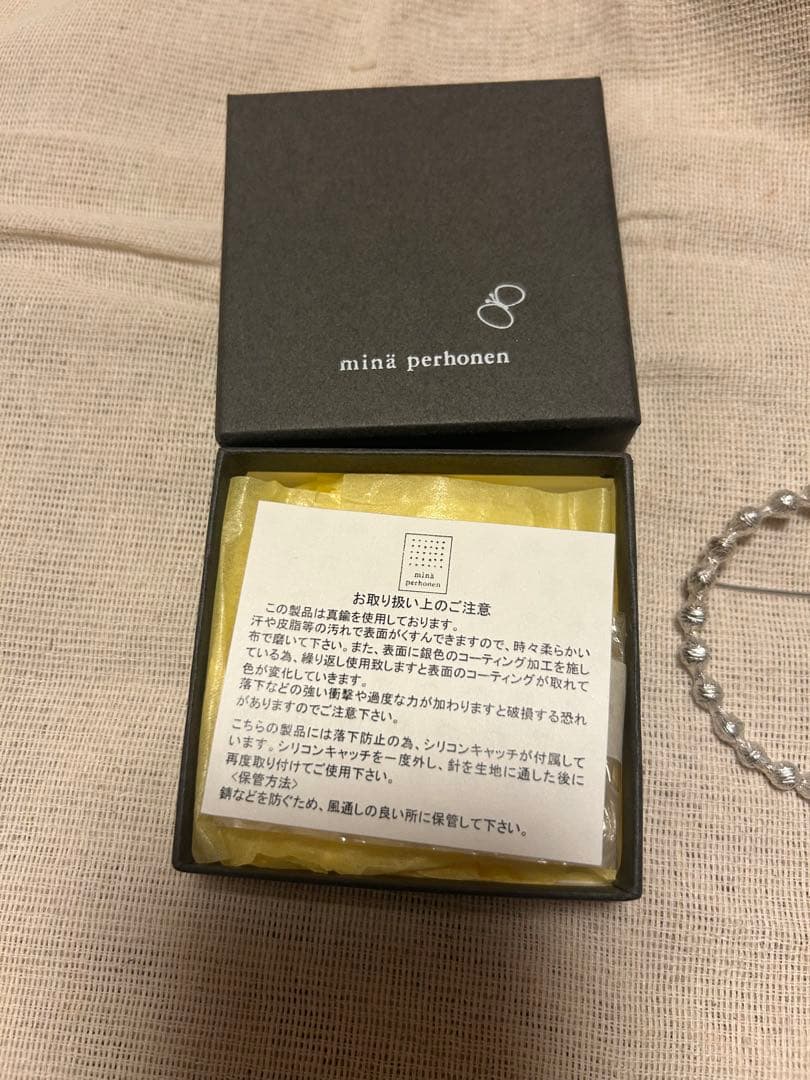 minä perhonen
minä
perhonen
お取り扱い上のご注意
この製品は真鍮を使用しております。
汗や皮脂等の汚れで表面がくすんできますので、時々柔らかい
布で磨いて下さい。また、表面に銀色のコーティング加工を施し
ている為、繰り返し使用致しますと表面のコーティングが取れて
色が変化していきます。
落下などの強い衝撃や過度な力が加わりますと破損する恐れ
がありますのでご注意下さい。
こちらの製品には落下防止の為、シリコンキャッチが付属して
います。シリコンキャッチを一度外し、針を生地に通した後に
再度取り付けてご使用下さい。
〈保管方法〉
錆などを防ぐため、風通しの良い所に保管して下さい。